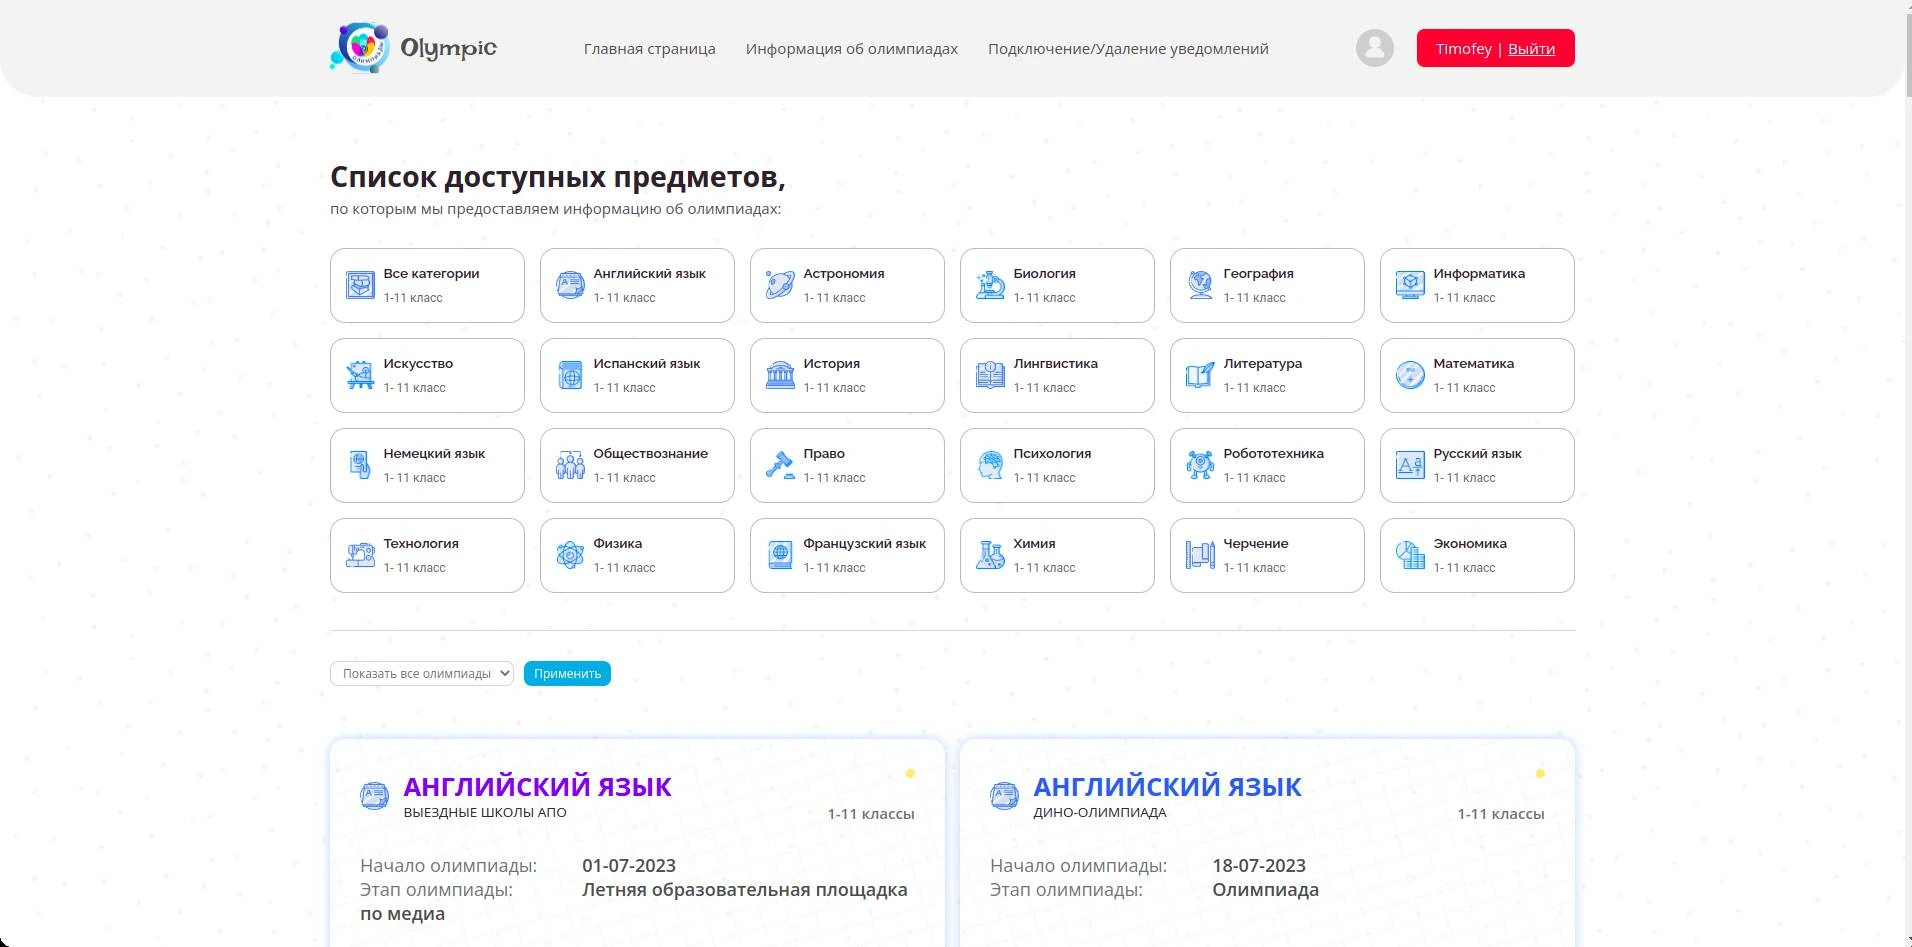 Olympic
Главная страница
Информация об олимпиадах
Подключение/Удаление уведомлений
Timofey | Выйти
Список доступных предметов,
по которым мы предоставляем информацию об олимпиадах:
Все категории
1-11 класс
Английский язык
1- 11 класс
Астрономия
1- 11 класс
Биология
1- 11 класс
География
1- 11 класс
Информатика
1- 11 класс
Искусство
1- 11 класс
Испанский язык
1- 11 класс
История
1- 11 класс
Лингвистика
1- 11 класс
Литература
1- 11 класс
Математика
1- 11 класс
Немецкий язык
1- 11 класс
Обществознание
1- 11 класс
Право
1- 11 класс
Психология
1- 11 класс
Робототехника
1- 11 класс
Русский язык
1- 11 класс
Технология
1- 11 класс
Физика
1- 11 класс
Французский язык
1- 11 класс
Химия
1- 11 класс
Черчение
1- 11 класс
Экономика
1- 11 класс
Показать все олимпиады
Применить
АНГЛИЙСКИЙ ЯЗЫК
ВЫЕЗДНЫЕ ШКОЛЫ АПО
1-11 классы
Начало олимпиады: 01-07-2023
Этап олимпиады: Летняя образовательная площадка
по медиа
АНГЛИЙСКИЙ ЯЗЫК
ДИНО-ОЛИМПИАДА
1-11 классы
Начало олимпиады: 18-07-2023
Этап олимпиады: Олимпиада